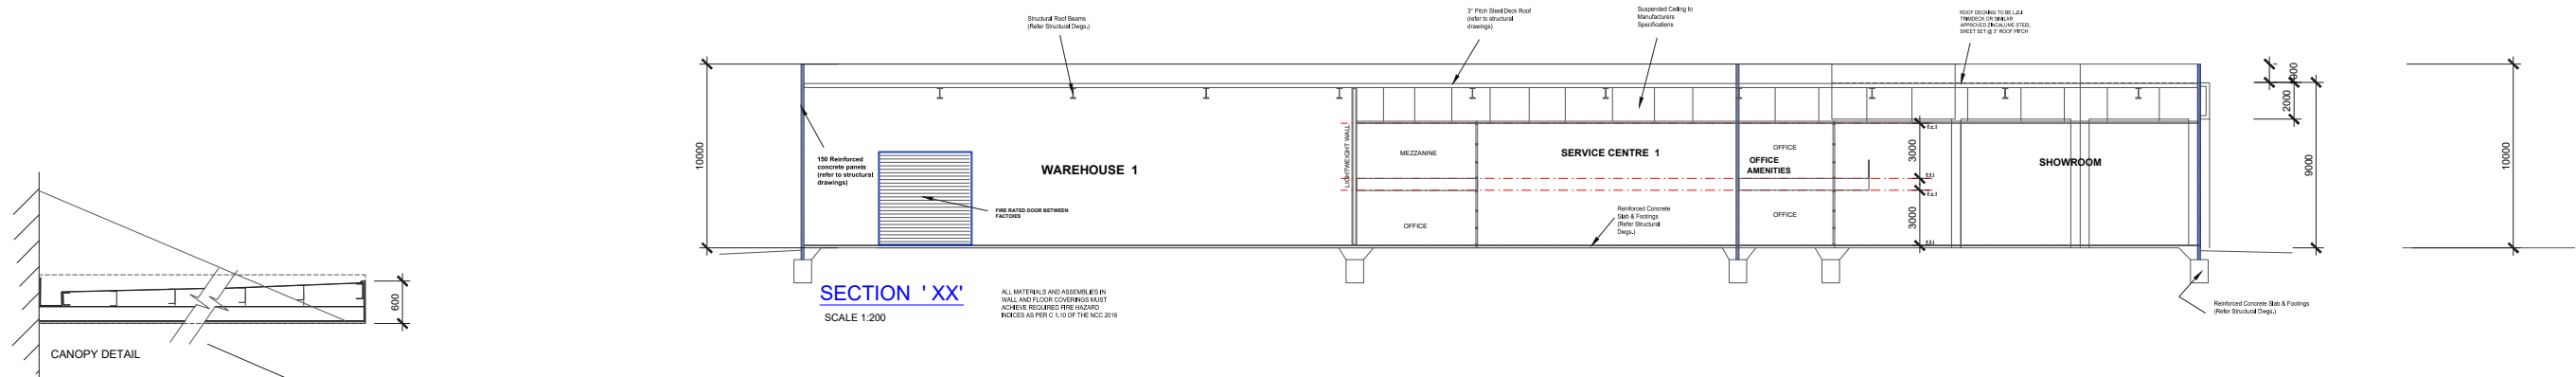 Structural Roof Beams
(Refer Structural Dwgs.)
3° Pitch Steel Deck Roof
(refer to structural
drawings)
Suspended Ceiling to
Manufacturers
Specifications
ROOF DECKING TO BE
TRIMDECK OR SIMILAR
APPROVED ZINCALUME STEEL
SHEET SET @ 3° ROOF PITCH
10000
150 Reinforced
concrete panels
(refer to structural
drawings)
WAREHOUSE 1
FIRE RATED DOOR BETWEEN
FACTOIES
LIGHTWEIGHT WALL
MEZZANINE
OFFICE
SERVICE CENTRE 1
OFFICE
OFFICE
AMENITIES
OFFICE
Reinforced Concrete
Slab & Footings
(Refer Structural
Dwgs.)
3000
3000
f.c.l
f.f.l
f.c.l
f.f.l
SHOWROOM
2000
9000
10000
Reinforced Concrete Slab & Footings
(Refer Structural Dwgs.)
SECTION ' XX'
SCALE 1:200
ALL MATERIALS AND ASSEMBLIES IN
WALL AND FLOOR COVERINGS MUST
ACHIEVE REQUIRED FIRE HAZARD
INDICES AS PER C 1.10 OF THE NCC 2016
600
CANOPY DETAIL